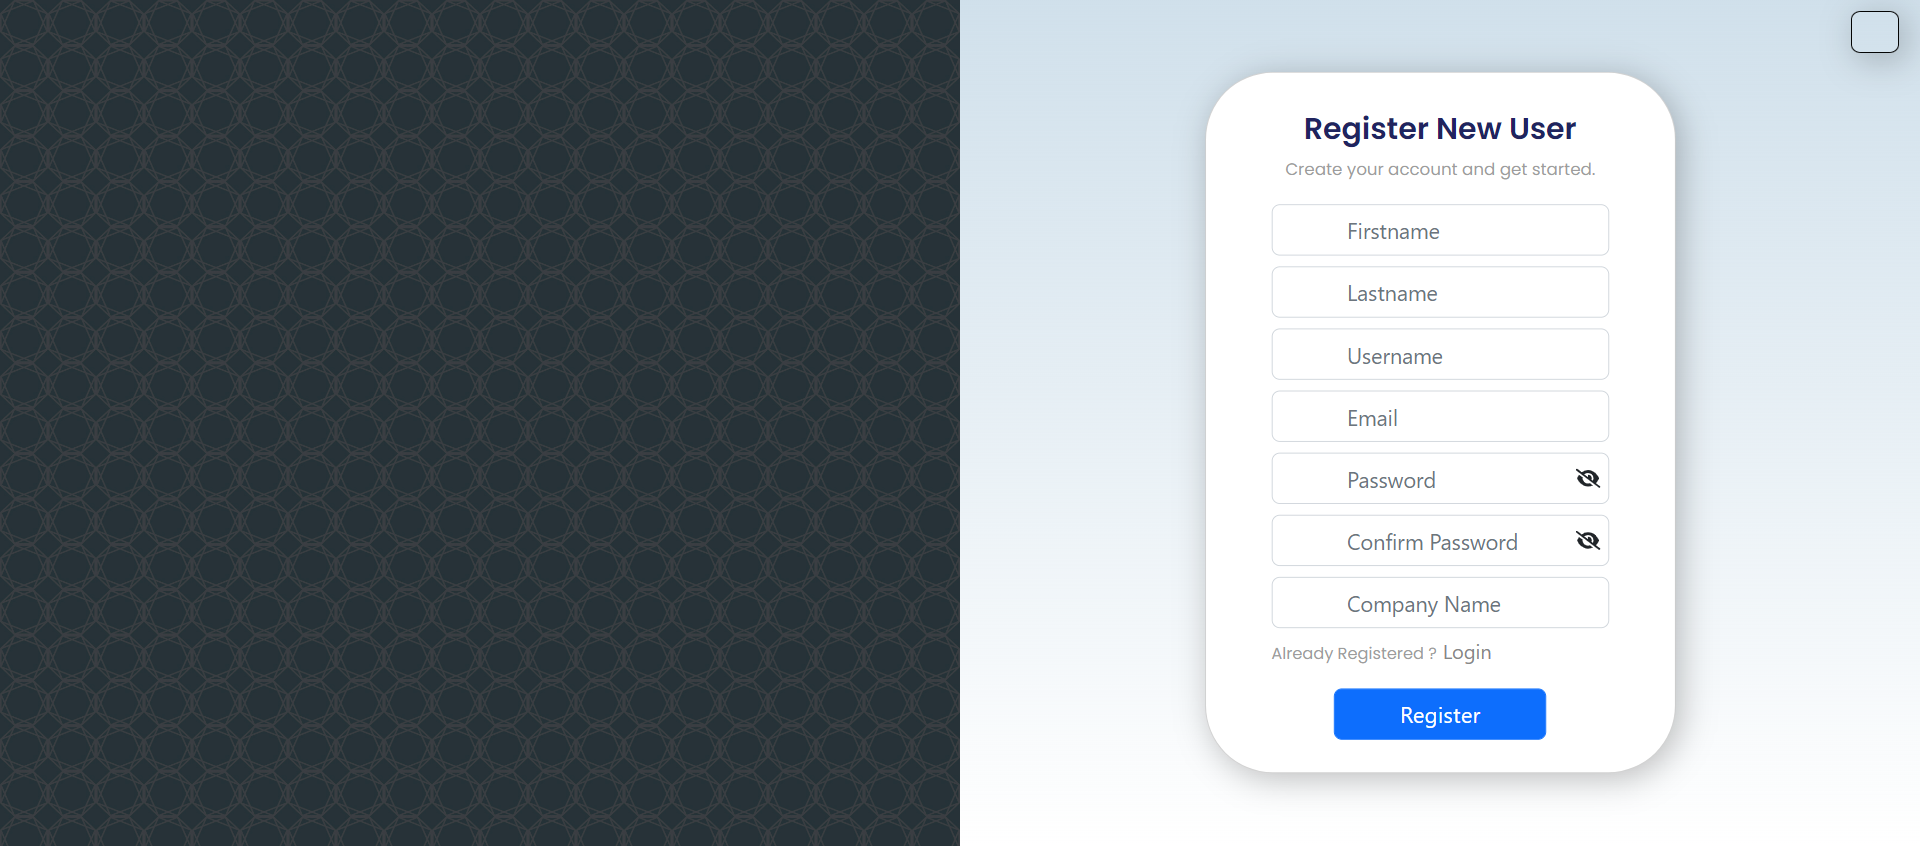 Register New User
Create your account and get started.
Firstname
Lastname
Username
Email
Password
Confirm Password
Company Name
Already Registered ? Login
Register